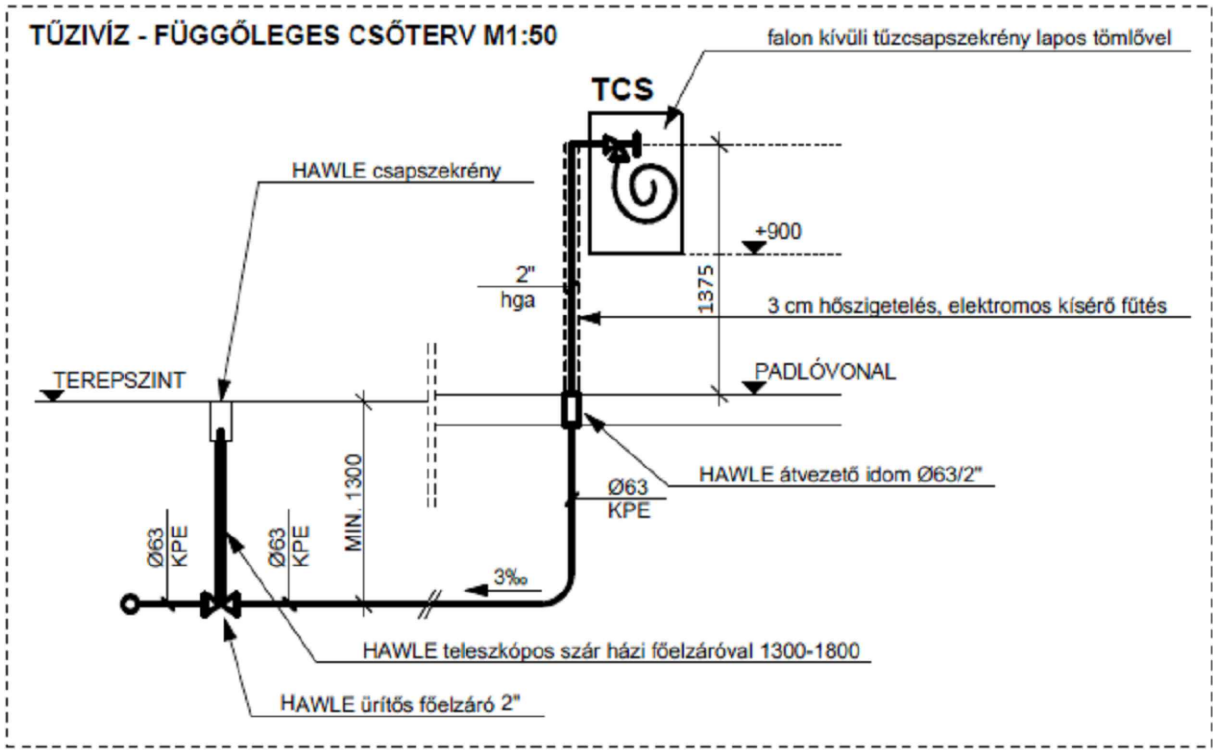 TŰZIVÍZ - FÜGGŐLEGES CSŐTERV M1:50
falon kívüli tűzcsapszekrény lapos tömlővel
TCS
HAWLE csapszekrény
+900
2"
hga
1375
3 cm hőszigetelés, elektromos kísérő fűtés
TEREPSZINT
PADLÓVONAL
MIN. 1300
HAWLE átvezető idom Ø63/2"
Ø63
KPE
Ø63
KPE
Ø63
KPE
3‰
HAWLE teleszkópos szár házi főelzáróval 1300-1800
HAWLE ürítős főelzáró 2"